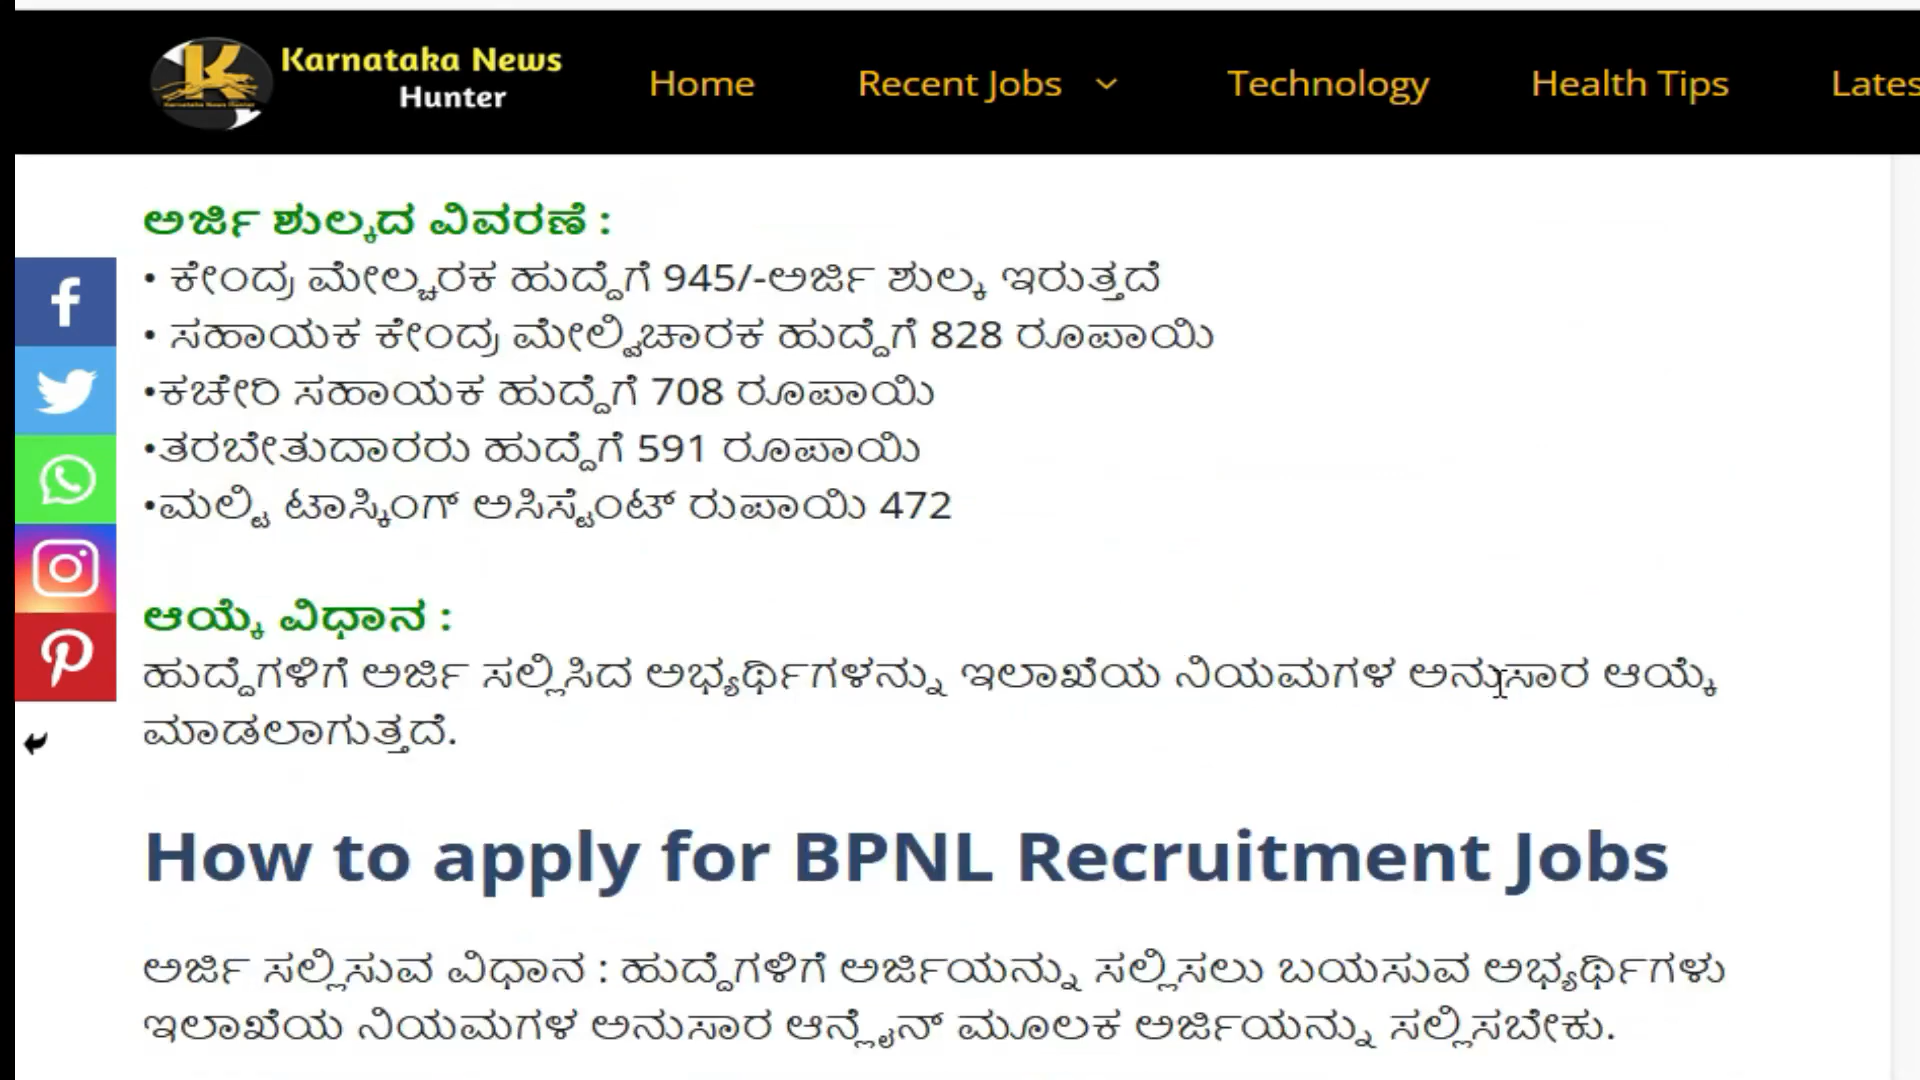 Karnataka News
Hunter
Home Recent Jobs Technology Health Tips Lates
ಅರ್ಜಿ ಶುಲ್ಕದ ವಿವರಣೆ :
• ಕೇಂದ್ರ ಮೇಲ್ಚರಕ ಹುದ್ದೆಗೆ 945/-ಅರ್ಜಿ ಶುಲ್ಕ ಇರುತ್ತದೆ
• ಸಹಾಯಕ ಕೇಂದ್ರ ಮೇಲ್ವಿಚಾರಕ ಹುದ್ದೆಗೆ 828 ರೂಪಾಯಿ
•ಕಚೇರಿ ಸಹಾಯಕ ಹುದ್ದೆಗೆ 708 ರೂಪಾಯಿ
•ತರಬೇತುದಾರರು ಹುದ್ದೆಗೆ 591 ರೂಪಾಯಿ
•ಮಲ್ಟಿ ಟಾಸ್ಕಿಂಗ್ ಅಸಿಸ್ಟೆಂಟ್ ರುಪಾಯಿ 472
ಆಯ್ಕೆ ವಿಧಾನ :
ಹುದ್ದೆಗಳಿಗೆ ಅರ್ಜಿ ಸಲ್ಲಿಸಿದ ಅಭ್ಯರ್ಥಿಗಳನ್ನು ಇಲಾಖೆಯ ನಿಯಮಗಳ ಅನುಸಾರ ಆಯ್ಕೆ
ಮಾಡಲಾಗುತ್ತದೆ.
How to apply for BPNL Recruitment Jobs
ಅರ್ಜಿ ಸಲ್ಲಿಸುವ ವಿಧಾನ : ಹುದ್ದೆಗಳಿಗೆ ಅರ್ಜಿಯನ್ನು ಸಲ್ಲಿಸಲು ಬಯಸುವ ಅಭ್ಯರ್ಥಿಗಳು
ಇಲಾಖೆಯ ನಿಯಮಗಳ ಅನುಸಾರ ಆನ್ಲೈನ್ ಮೂಲಕ ಅರ್ಜಿಯನ್ನು ಸಲ್ಲಿಸಬೇಕು.